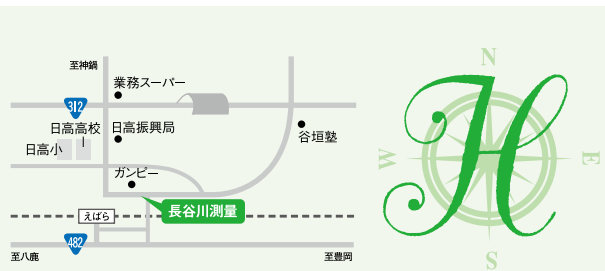 至神鍋
業務スーパー
312
日高高校
日高振興局
日高小
谷垣塾
ガンピー
長谷川測量
えばら
482
至八鹿
至豊岡
N
H
W
E
S